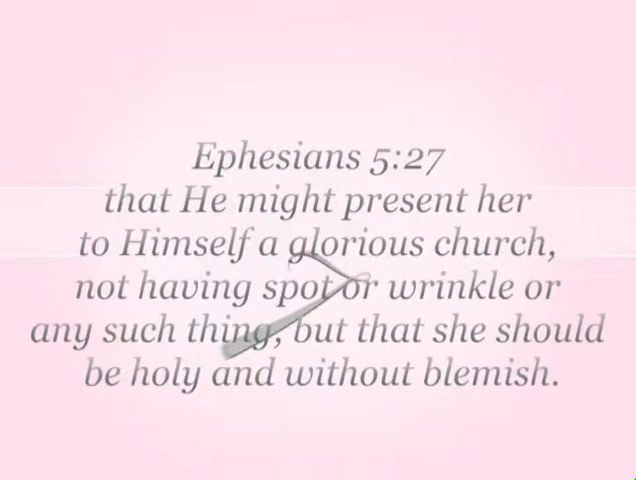 Ephesians 5:27
that He might present her
to Himself a glorious church,
not having spot or wrinkle or
any such thing, but that she should
be holy and without blemish.